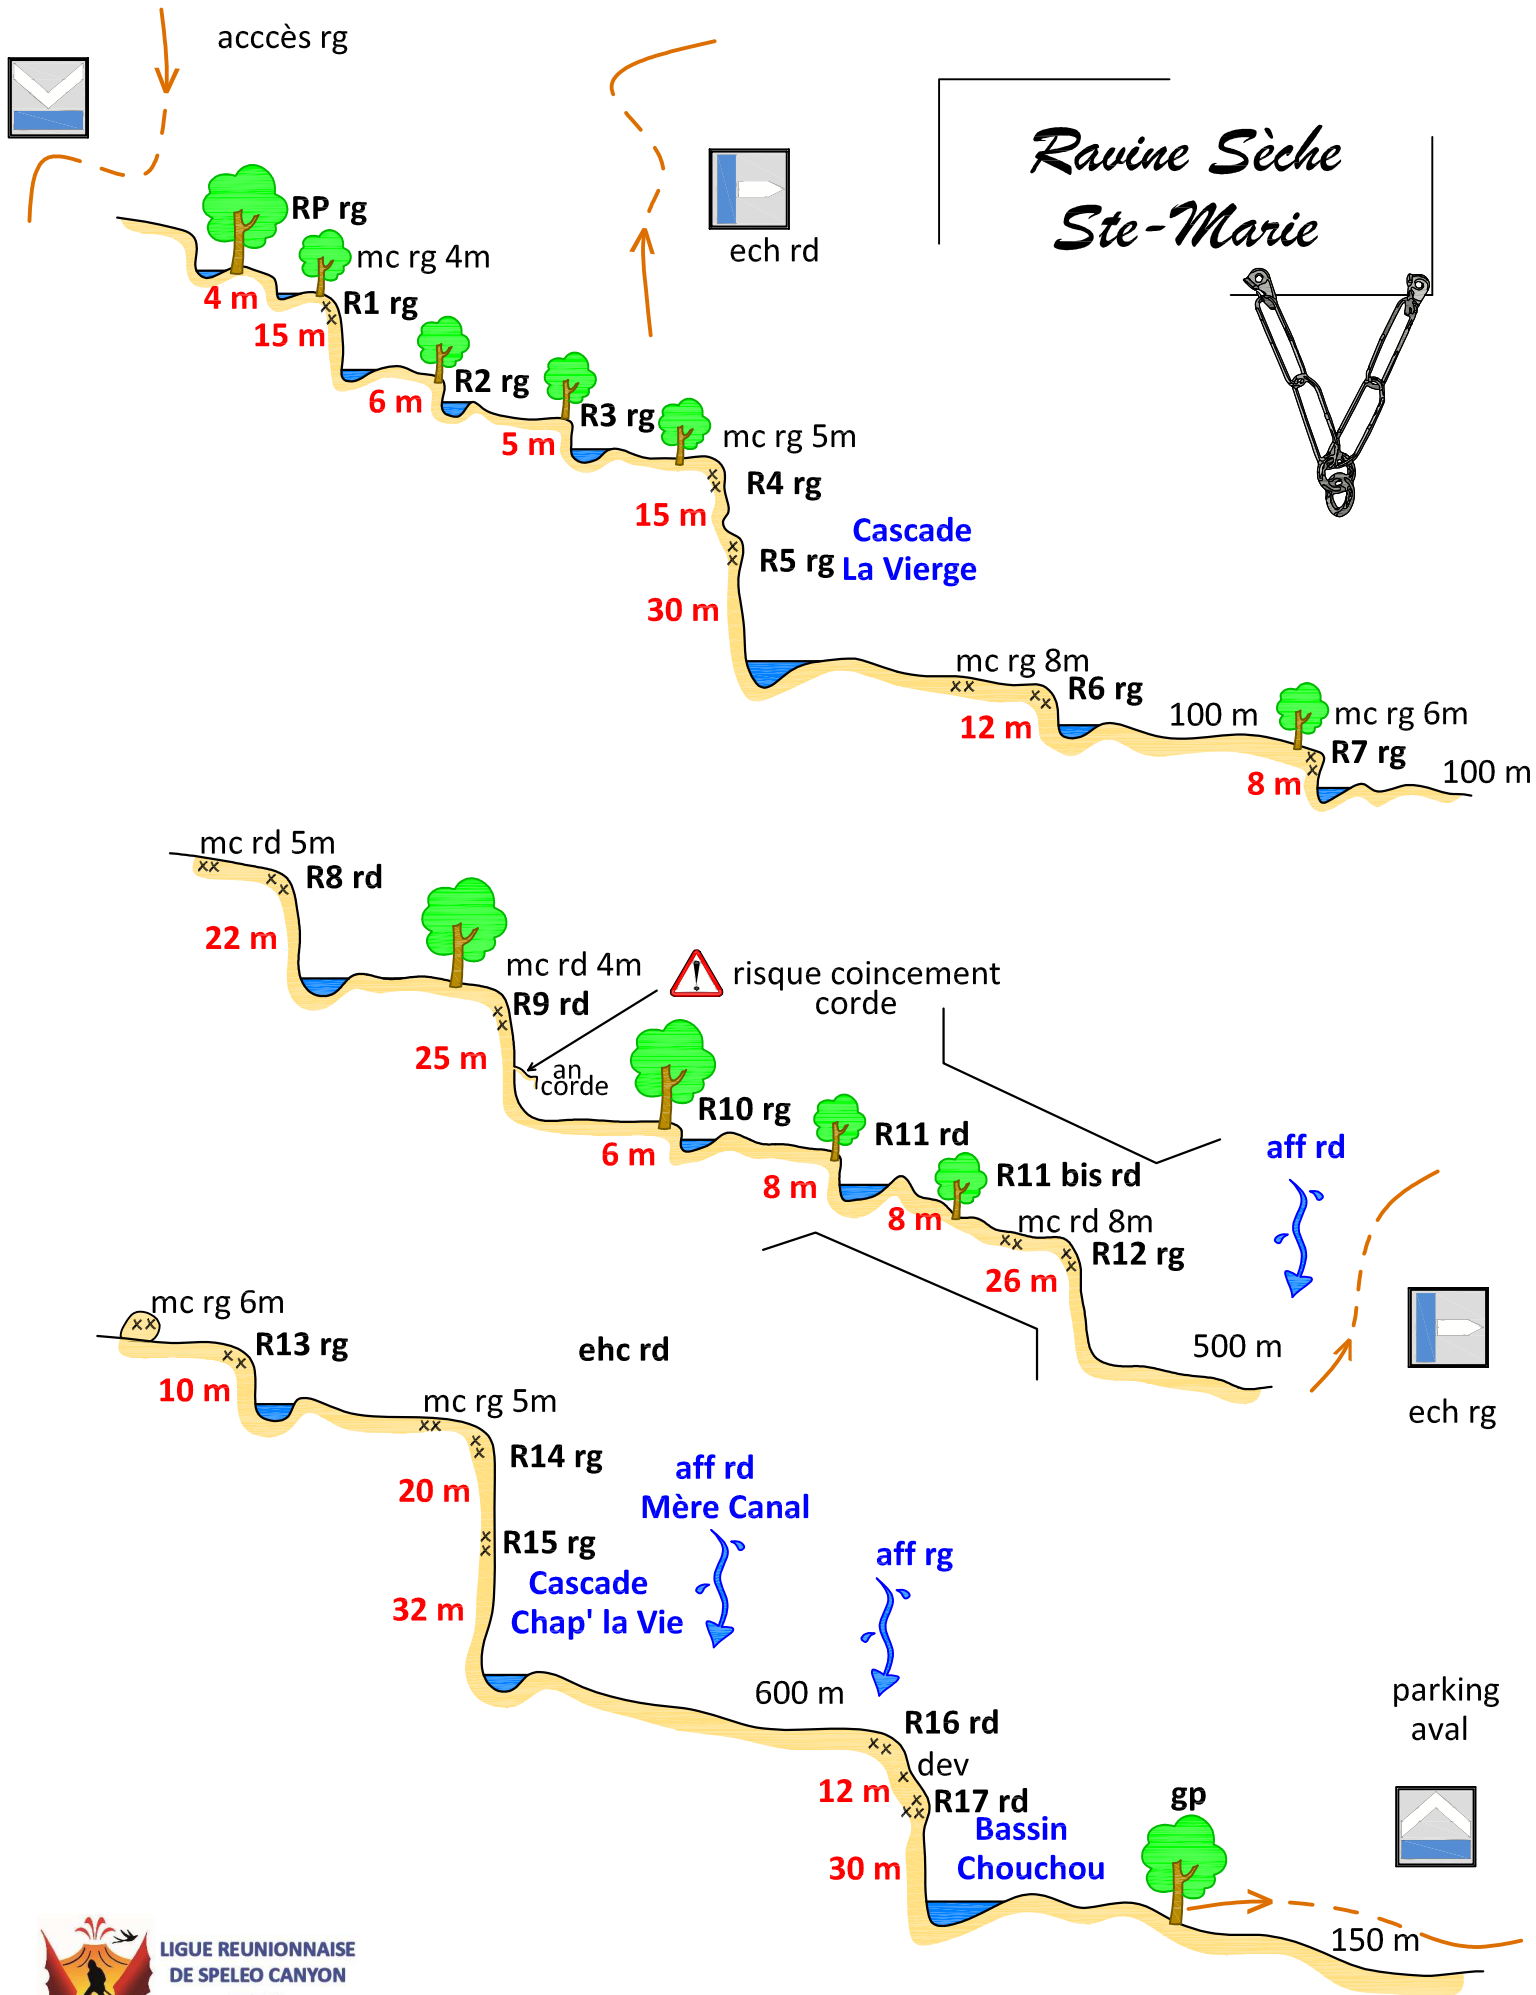 acccès rg
Ravine Sèche
Ste-Marie
ech rd
RP rg
mc rg 4m
4 m
R1 rg
15 m
R2 rg
6 m
R3 rg
5 m
mc rg 5m
R4 rg
15 m
Cascade
La Vierge
R5 rg
30 m
mc rg 8m
R6 rg
12 m
100 m
mc rg 6m
R7 rg
8 m
100 m
mc rd 5m
R8 rd
22 m
mc rd 4m
R9 rd
risque coincement
corde
25 m
an
corde
R10 rg
6 m
R11 rd
8 m
R11 bis rd
8 m
mc rd 8m
R12 rg
26 m
aff rd
500 m
ech rg
mc rg 6m
R13 rg
10 m
ehc rd
mc rg 5m
R14 rg
20 m
aff rd
Mère Canal
R15 rg
Cascade
Chap' la Vie
32 m
aff rg
600 m
R16 rd
dev
12 m
R17 rd
Bassin
Chouchou
30 m
gp
parking
aval
150 m
LIGUE REUNIONNAISE
DE SPELEO CANYON